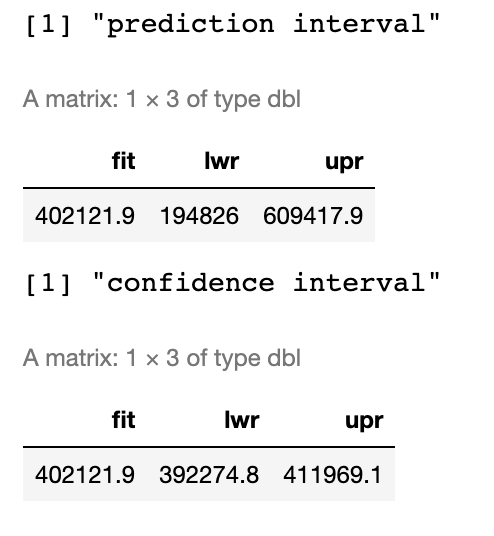 [1] "prediction interval"
A matrix: 1 × 3 of type dbl
fit lwr upr
402121.9 194826 609417.9
[1] "confidence interval"
A matrix: 1 × 3 of type dbl
fit lwr upr
402121.9 392274.8 411969.1